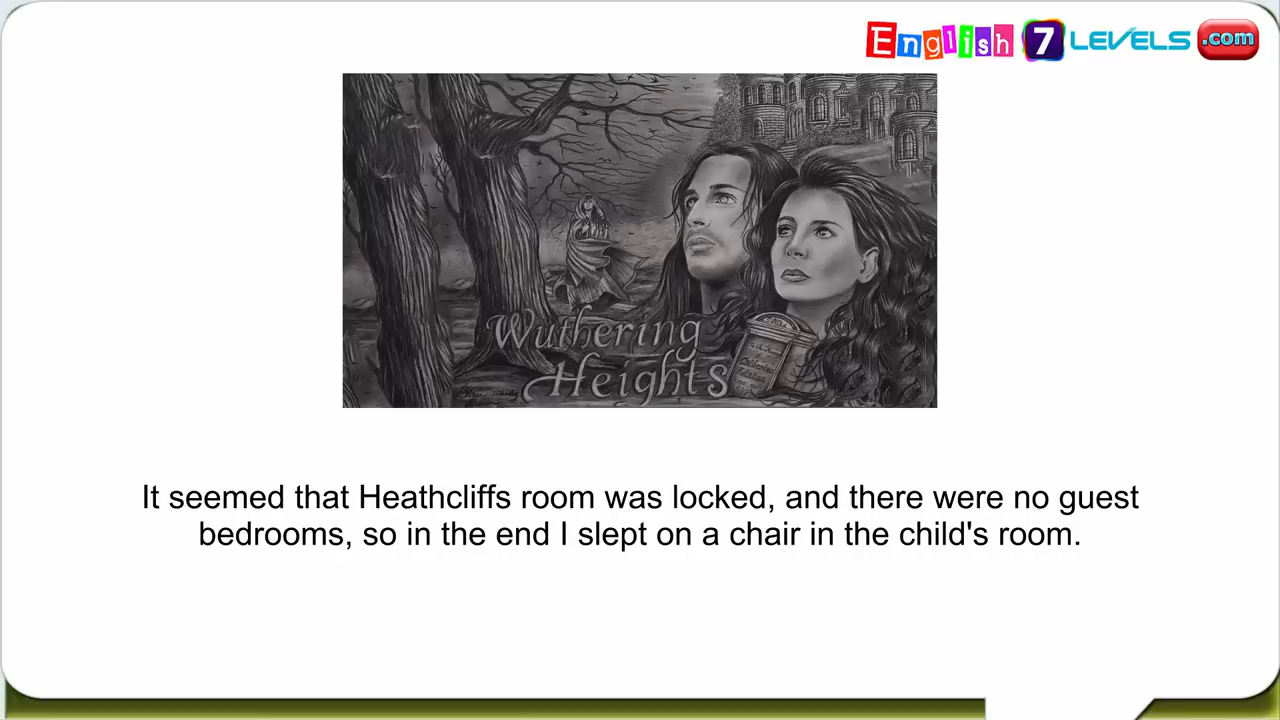 English 7 LEVELS .com
Wuthering
Heights
It seemed that Heathcliffs room was locked, and there were no guest
bedrooms, so in the end I slept on a chair in the child's room.